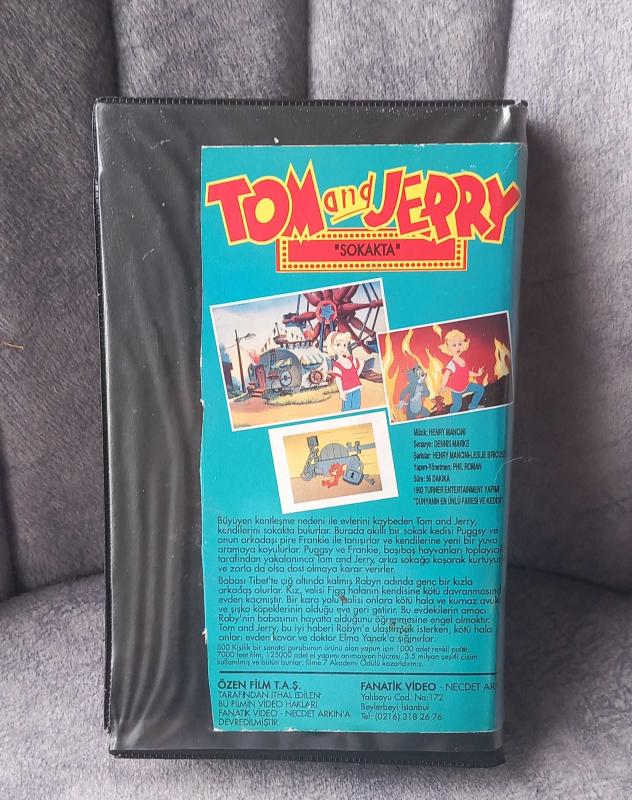 TOM and JERRY
"SOKAKTA"
Müzik: HENRY MANCINI
Senaryo: DENNIS MARKS
Şarkılar: HENRY MANCINI-LESLIE BRICUSS
Yapım-Yönetmen: PHIL ROMAN
Süre: 56 DAKİKA
TURNER ENTERTAINMENT YAPIMI
"DÜNYANIN EN ÜNLÜ FARESİ VE KEDİSİ"
Büyüyen kentleşme nedeni ile evlerini kaybeden Tom and Jerry,
kendilerini sokakta bulurlar. Burada akıllı bir sokak kedisi Puggsy ve
onun arkadaşı pire Frankie ile tanışırlar ve kendilerine yeni bir yuva
aramaya koyulurlar. Puggsy ve Frankie, başıboş hayvanları toplayıcılar
tarafından yakalanınca Tom and Jerry, arka sokağa koşarak kurtuyur
ve zorla da olsa dost olmaya karar verirler.
Babası Tibet'te çığ altında kalmış Robyn adında genç bir kızla
arkadaş olurlar. Kız, velisi Figg halanın kendisine kötü davranmasında
evden kaçmıştır. Bir kara yolu polisi onlara kötü hala ve kurnaz avuk
ve şişko köpeklerinin olduğu eve geri getirir. Bu evdekilerin amacı
Roby'nin babasının hayatta olduğunu öğrenmesine engel olmaktır.
Tom and Jerry, bu iyi haberi Robyn'e ulaştırmak isterken, kötü hala
onları evden kovar ve doktor Elma Yanak'a sığınırlar.
500 Kişilik bir sanatçı gurubunun ürünü olan yapım için 1000 adet renkli palet,
7000 feet film, 125000 adet el yapımı animasyon hücresi, 3.5 milyon çeşitli çizim
kullanılmış ve bütün bunlar, filme 7 Akademi Ödülü kazandırmış.
ÖZEN FİLM T.A.Ş.
TARAFINDAN İTHAL EDİLEN
BU FİLMİN VİDEO HAKLARI
FANATİK VİDEO - NECDET ARKIN'A
DEVREDİLMİŞTİR.
FANATİK VİDEO - NECDET ARK
Yalıboyu Cad. No:172
Beylerbeyi-İstanbul
Tel: (0216) 318 26 76